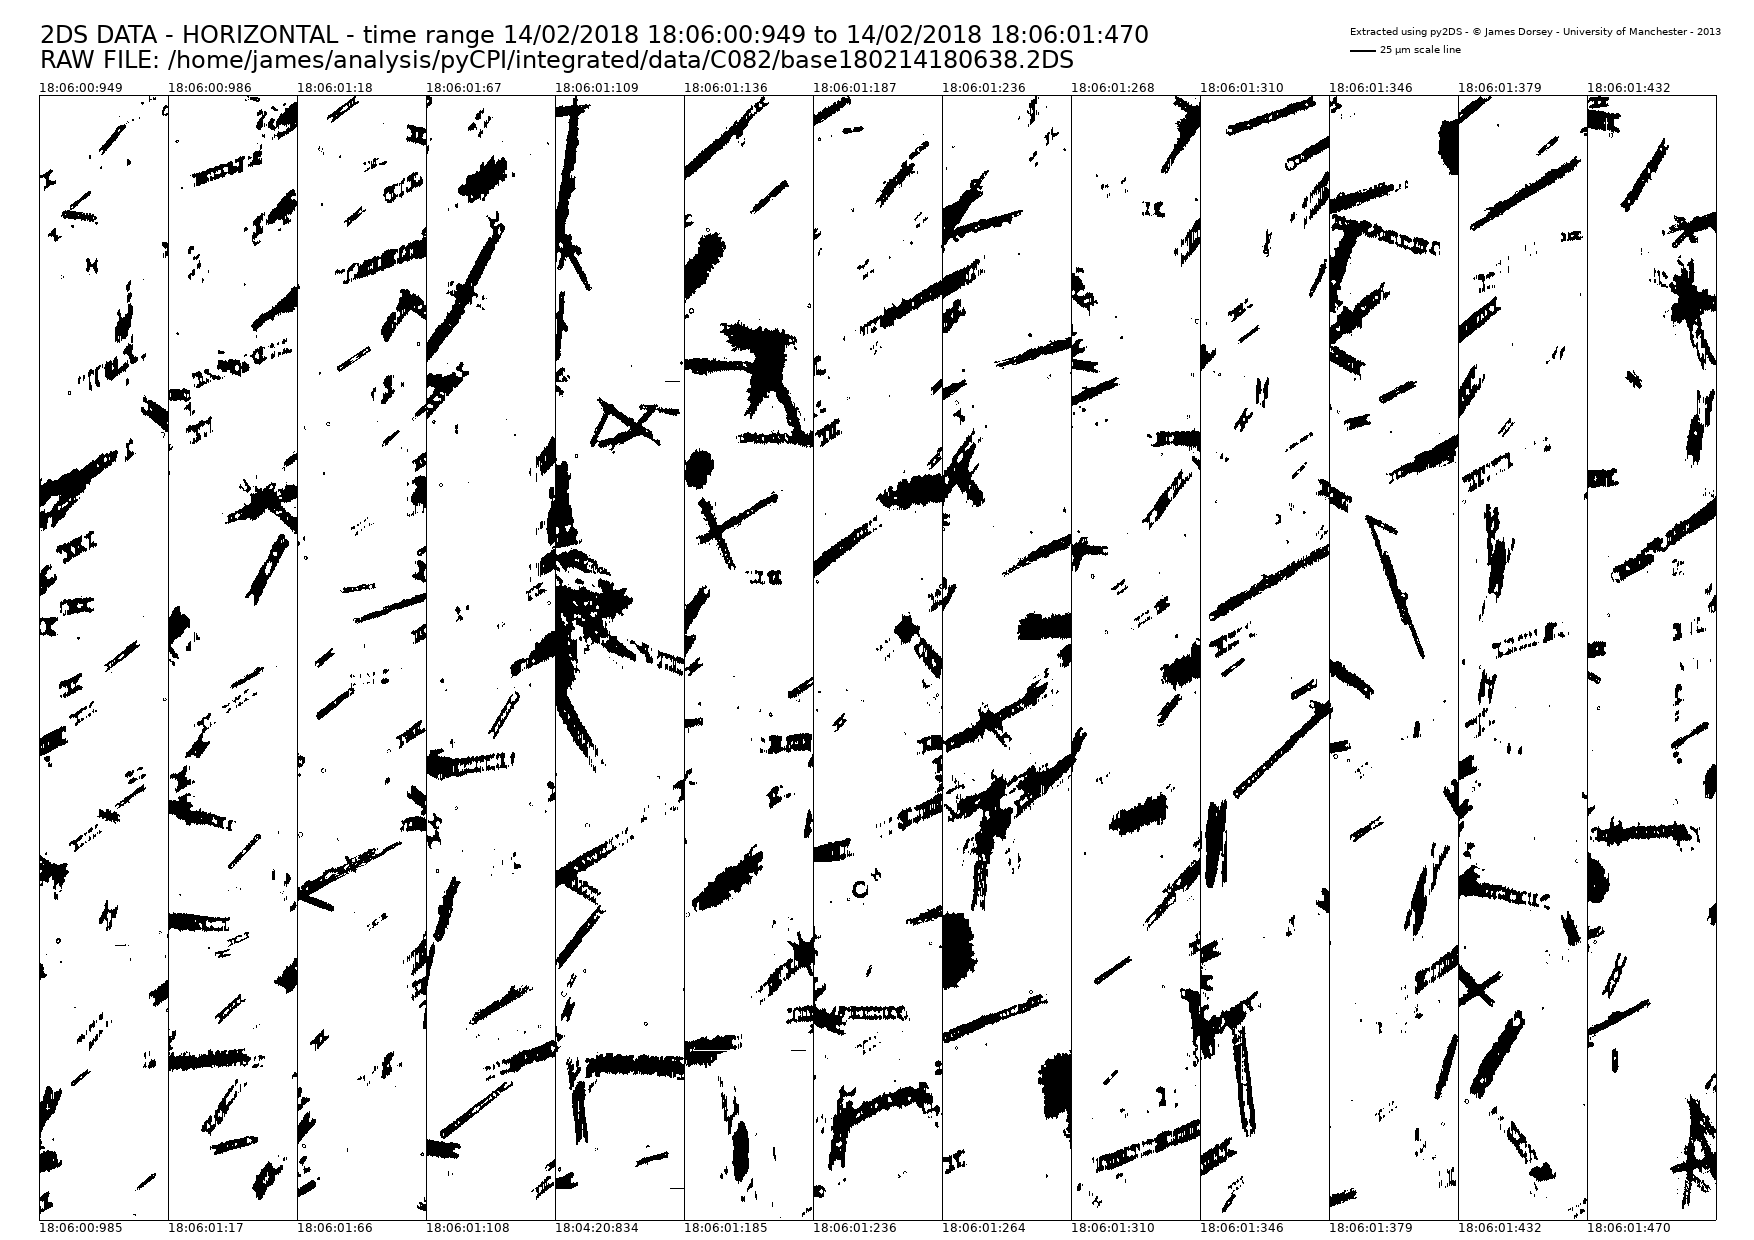 2DS DATA - HORIZONTAL - time range 14/02/2018 18:06:00:949 to 14/02/2018 18:06:01:470
RAW FILE: /home/james/analysis/pyCPI/integrated/data/C082/base180214180638.2DS
Extracted using py2DS - © James Dorsey - University of Manchester - 2013
25 µm scale line
18:06:00:949 18:06:00:986 18:06:01:18 18:06:01:67 18:06:01:109 18:06:01:136 18:06:01:187 18:06:01:236 18:06:01:268 18:06:01:310 18:06:01:346 18:06:01:379 18:06:01:432
18:06:00:985 18:06:01:17 18:06:01:66 18:06:01:108 18:04:20:834 18:06:01:185 18:06:01:236 18:06:01:264 18:06:01:310 18:06:01:346 18:06:01:379 18:06:01:432 18:06:01:470